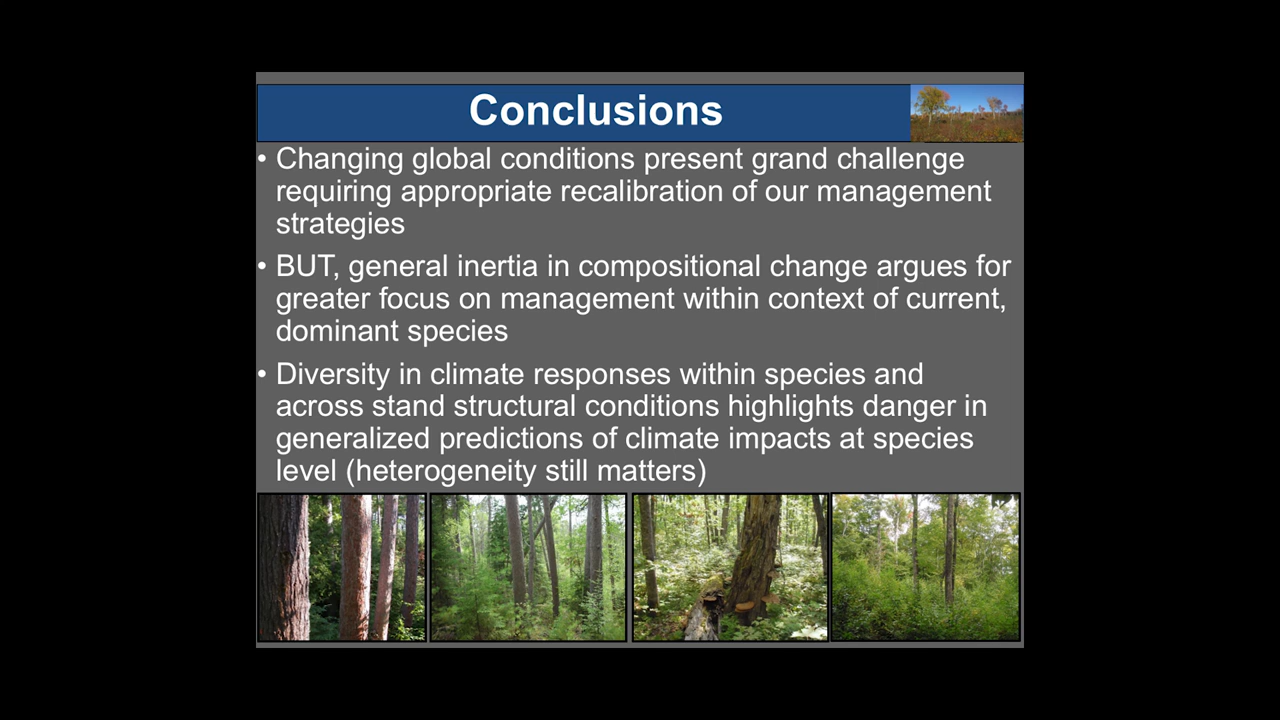 Conclusions
• Changing global conditions present grand challenge
requiring appropriate recalibration of our management
strategies
• BUT, general inertia in compositional change argues for
greater focus on management within context of current,
dominant species
• Diversity in climate responses within species and
across stand structural conditions highlights danger in
generalized predictions of climate impacts at species
level (heterogeneity still matters)